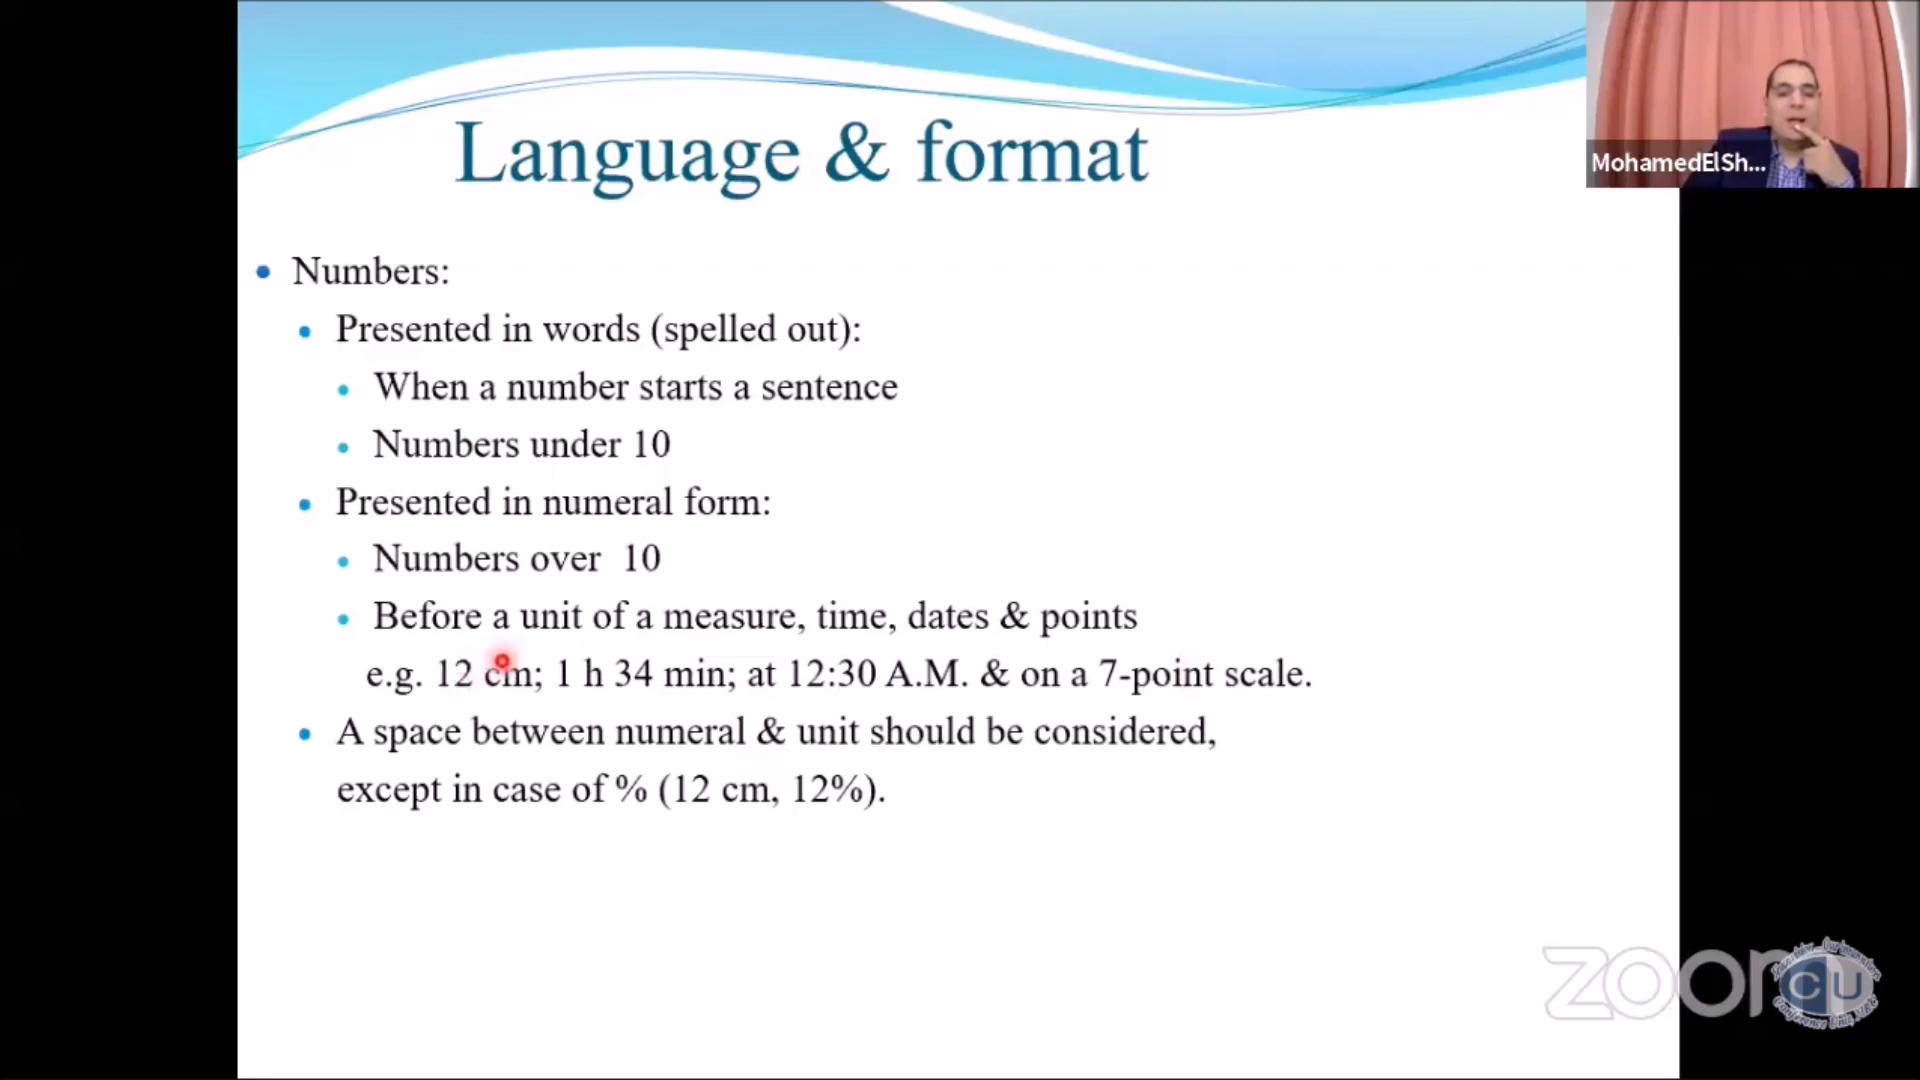 Language & format
MohamedElSh...
• Numbers:
• Presented in words (spelled out):
• When a number starts a sentence
• Numbers under 10
• Presented in numeral form:
• Numbers over 10
• Before a unit of a measure, time, dates & points
e.g. 12 cm; 1 h 34 min; at 12:30 A.M. & on a 7-point scale.
• A space between numeral & unit should be considered,
except in case of % (12 cm, 12%).
zoom
CU